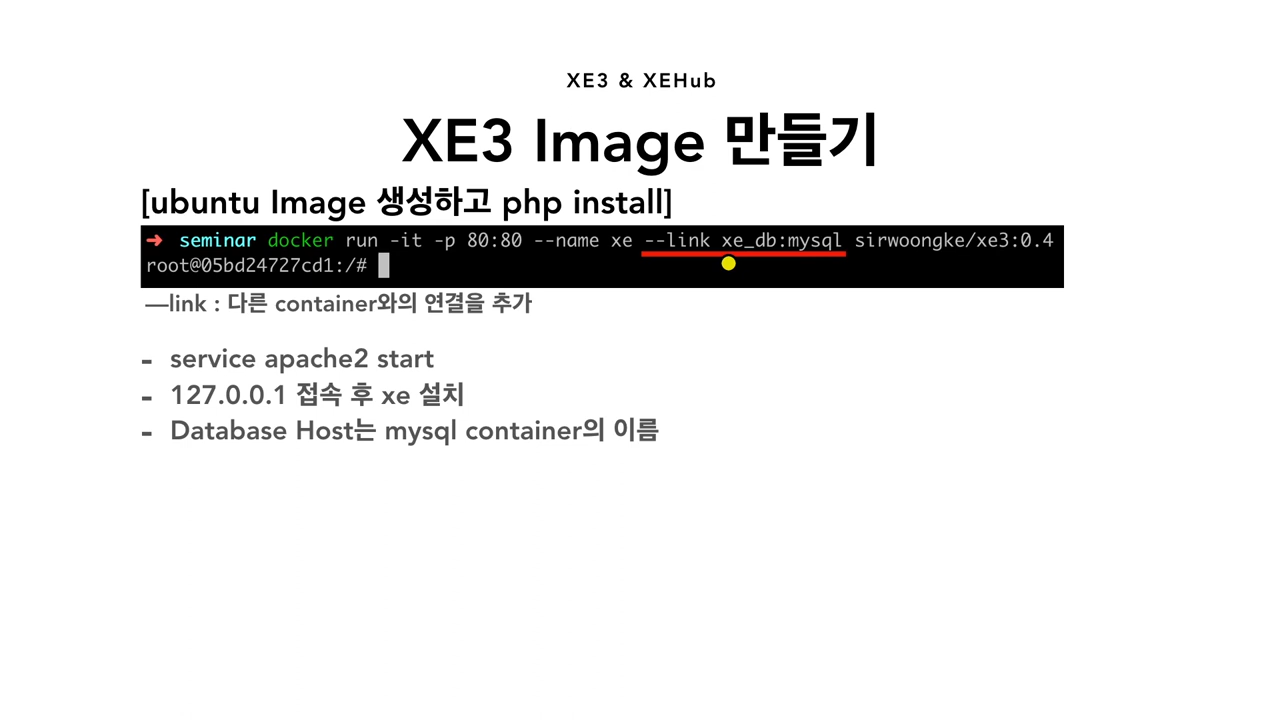 XE3 & XEHub
XE3 Image 만들기
[ubuntu Image 생성하고 php install]
➜ seminar docker run -it -p 80:80 --name xe --link xe_db:mysql sirwoongke/xe3:0.4
root@05bd24727cd1:/#
—link : 다른 container와의 연결을 추가
- service apache2 start
- 127.0.0.1 접속 후 xe 설치
- Database Host는 mysql container의 이름